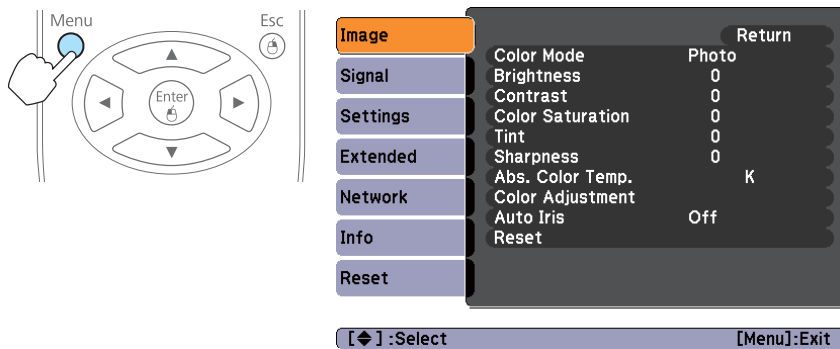 Menu
Esc
Enter
Image
Signal
Settings
Extended
Network
Info
Reset
Return
Color Mode Photo
Brightness 0
Contrast 0
Color Saturation 0
Tint 0
Sharpness 0
Abs. Color Temp. K
Color Adjustment
Auto Iris Off
Reset
[◆] :Select [Menu]:Exit